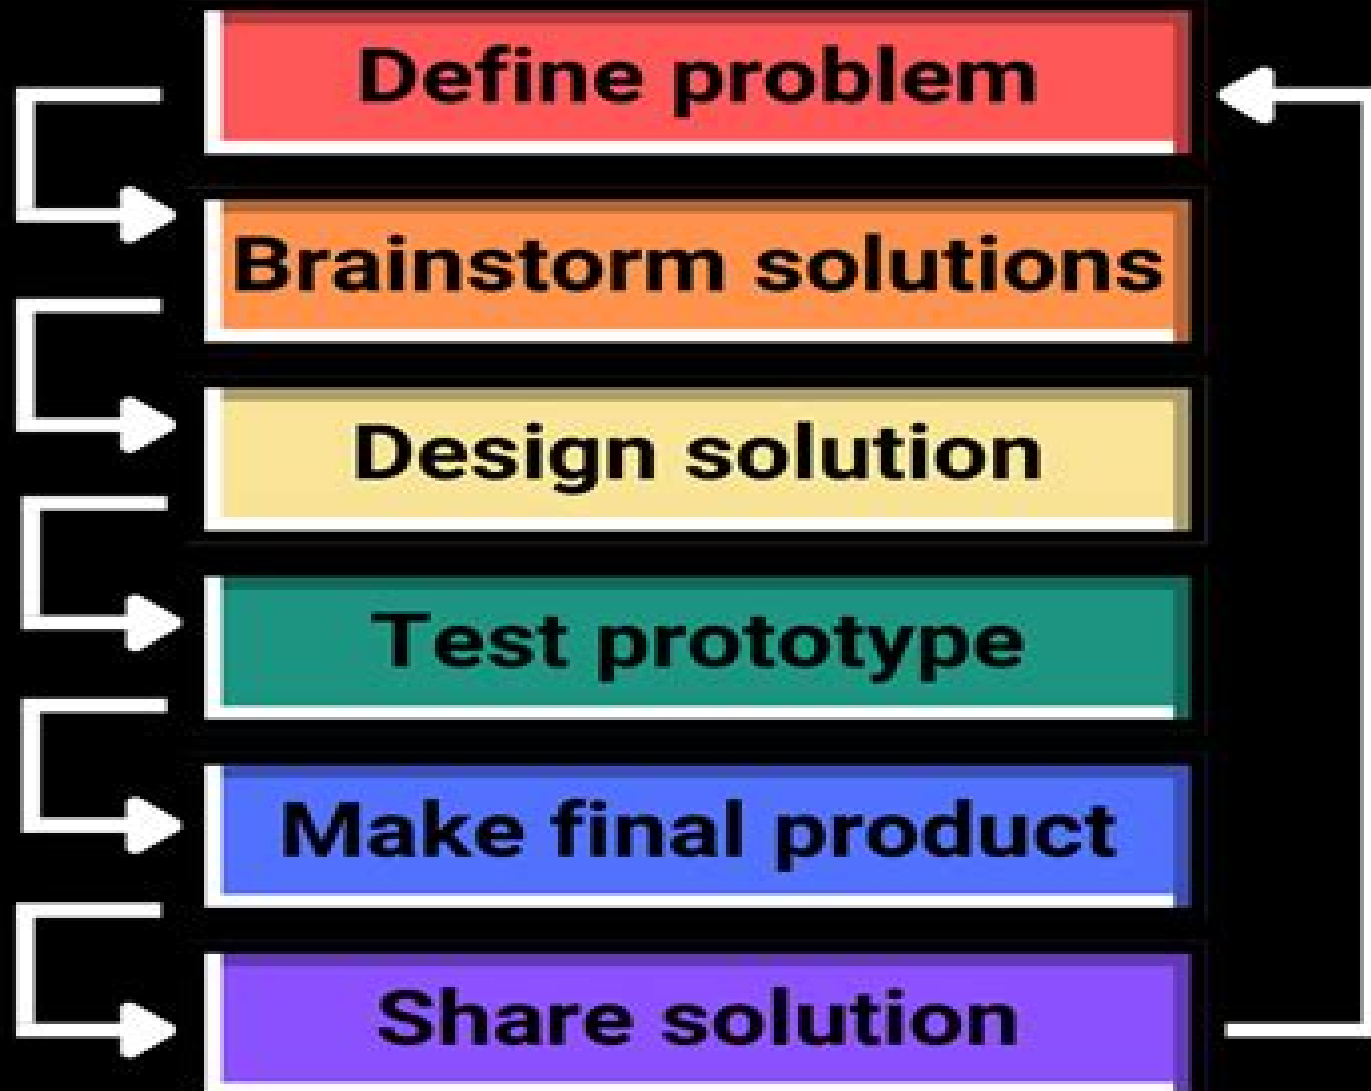 Define problem
Brainstorm solutions
Design solution
Test prototype
Make final product
Share solution